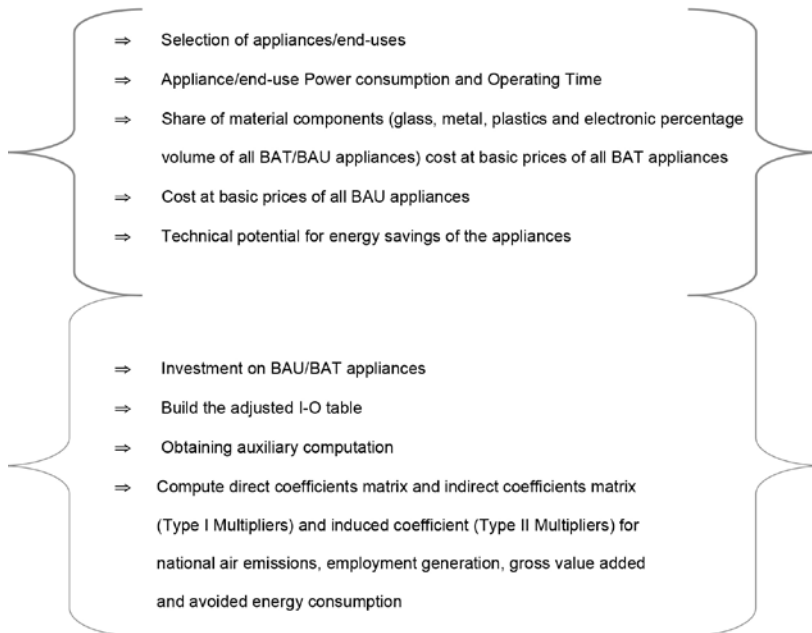 ⇒ Selection of appliances/end-uses
⇒ Appliance/end-use Power consumption and Operating Time
⇒ Share of material components (glass, metal, plastics and electronic percentage
volume of all BAT/BAU appliances) cost at basic prices of all BAT appliances
⇒ Cost at basic prices of all BAU appliances
⇒ Technical potential for energy savings of the appliances
⇒ Investment on BAU/BAT appliances
⇒ Build the adjusted I-O table
⇒ Obtaining auxiliary computation
⇒ Compute direct coefficients matrix and indirect coefficients matrix
(Type I Multipliers) and induced coefficient (Type II Multipliers) for
national air emissions, employment generation, gross value added
and avoided energy consumption